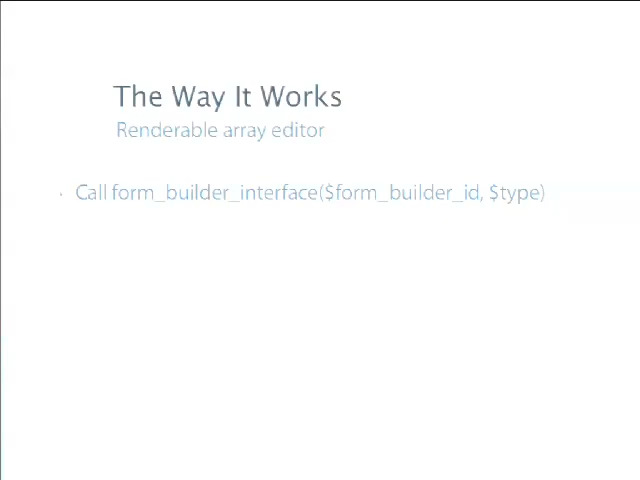 The Way It Works
Renderable array editor
· Call form_builder_interface($form_builder_id, $type)